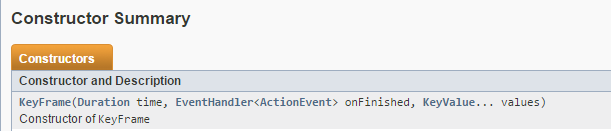 Constructor Summary
Constructors
Constructor and Description
KeyFrame(Duration time, EventHandler<ActionEvent> onFinished, KeyValue... values)
Constructor of KeyFrame